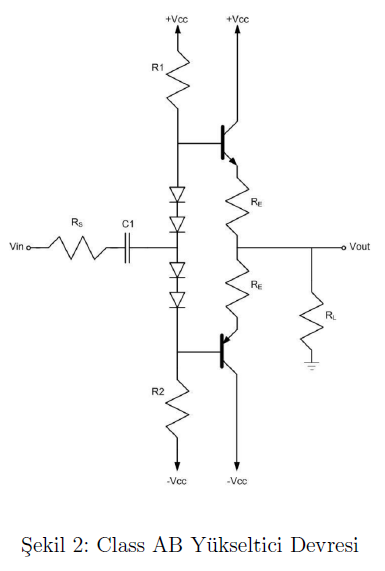 +Vcc +Vcc
R1
RE
RS C1
Vin Vout
RE
RL
R2
-Vcc -Vcc
Şekil 2: Class AB Yükseltici Devresi